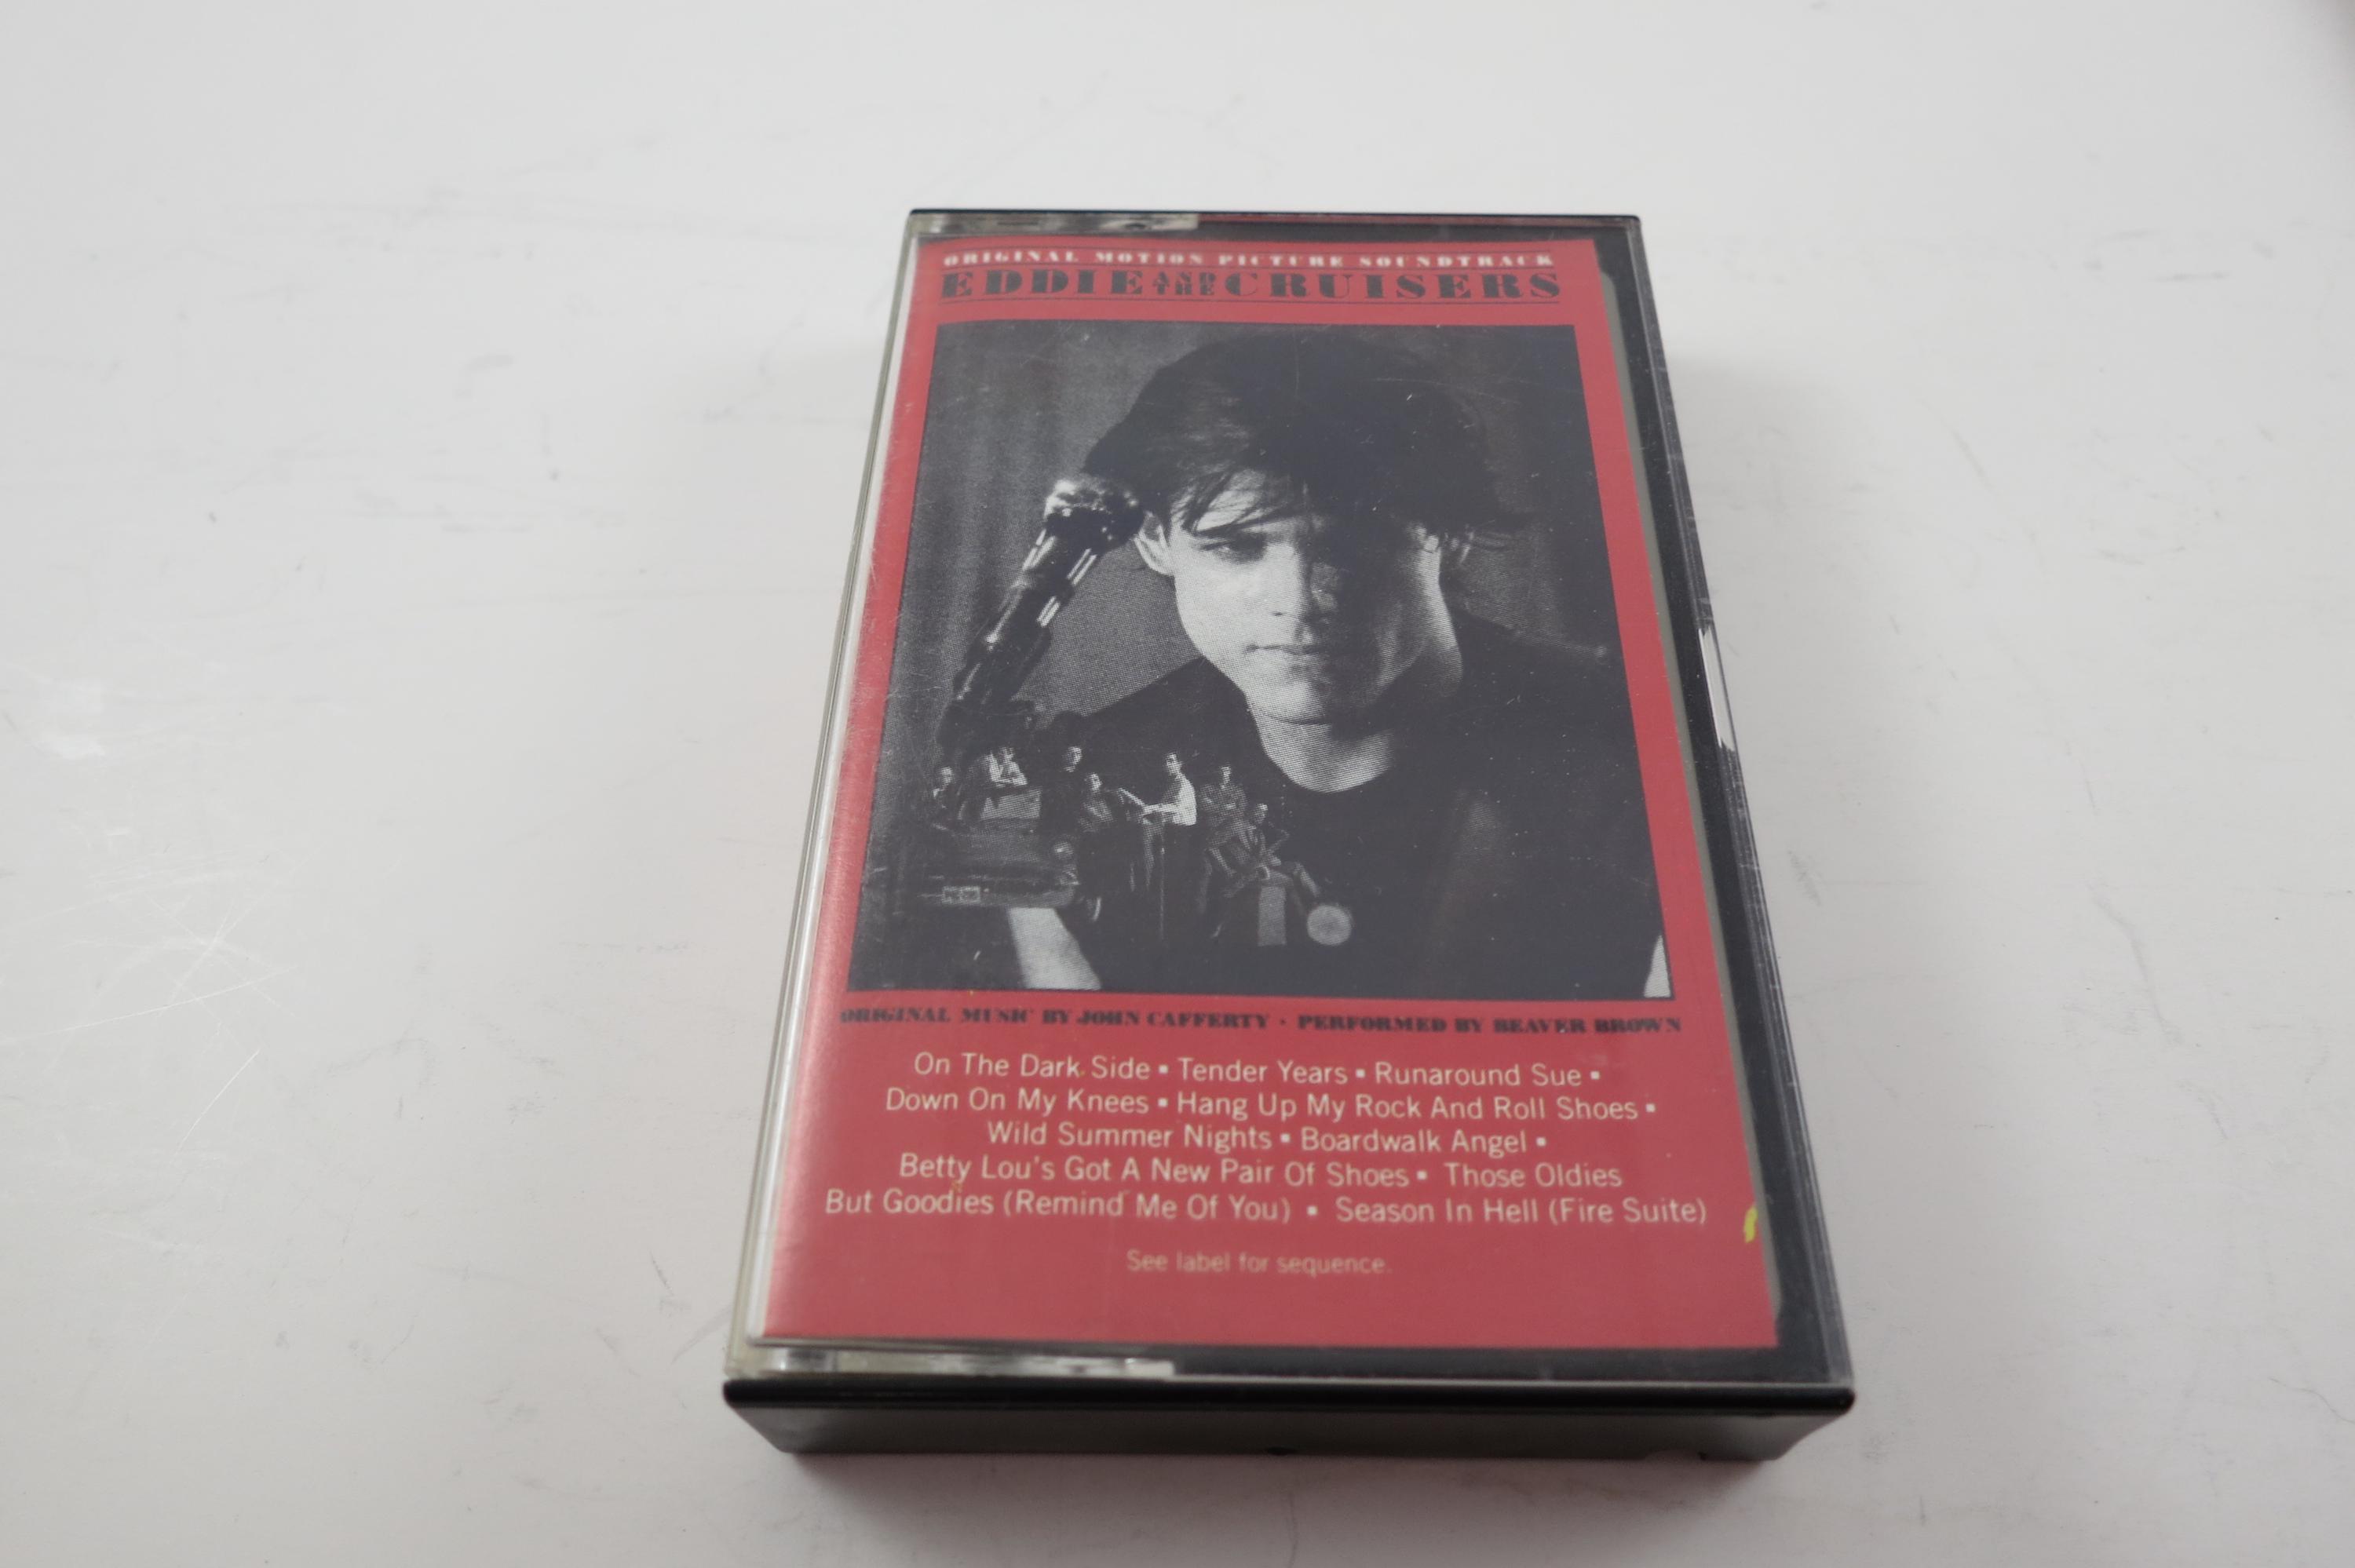 ORIGINAL MOTION PICTURE SOUNDTRACK
EDDIE AND THE CRUISERS
ORIGINAL MUSIC BY JOHN CAFFERTY · PERFORMED BY BEAVER BROWN
On The Dark Side ▪ Tender Years ▪ Runaround Sue ▪
Down On My Knees ▪ Hang Up My Rock And Roll Shoes ▪
Wild Summer Nights ▪ Boardwalk Angel ▪
Betty Lou's Got A New Pair Of Shoes ▪ Those Oldies
But Goodies (Remind Me Of You) ▪ Season In Hell (Fire Suite)
See label for sequence.